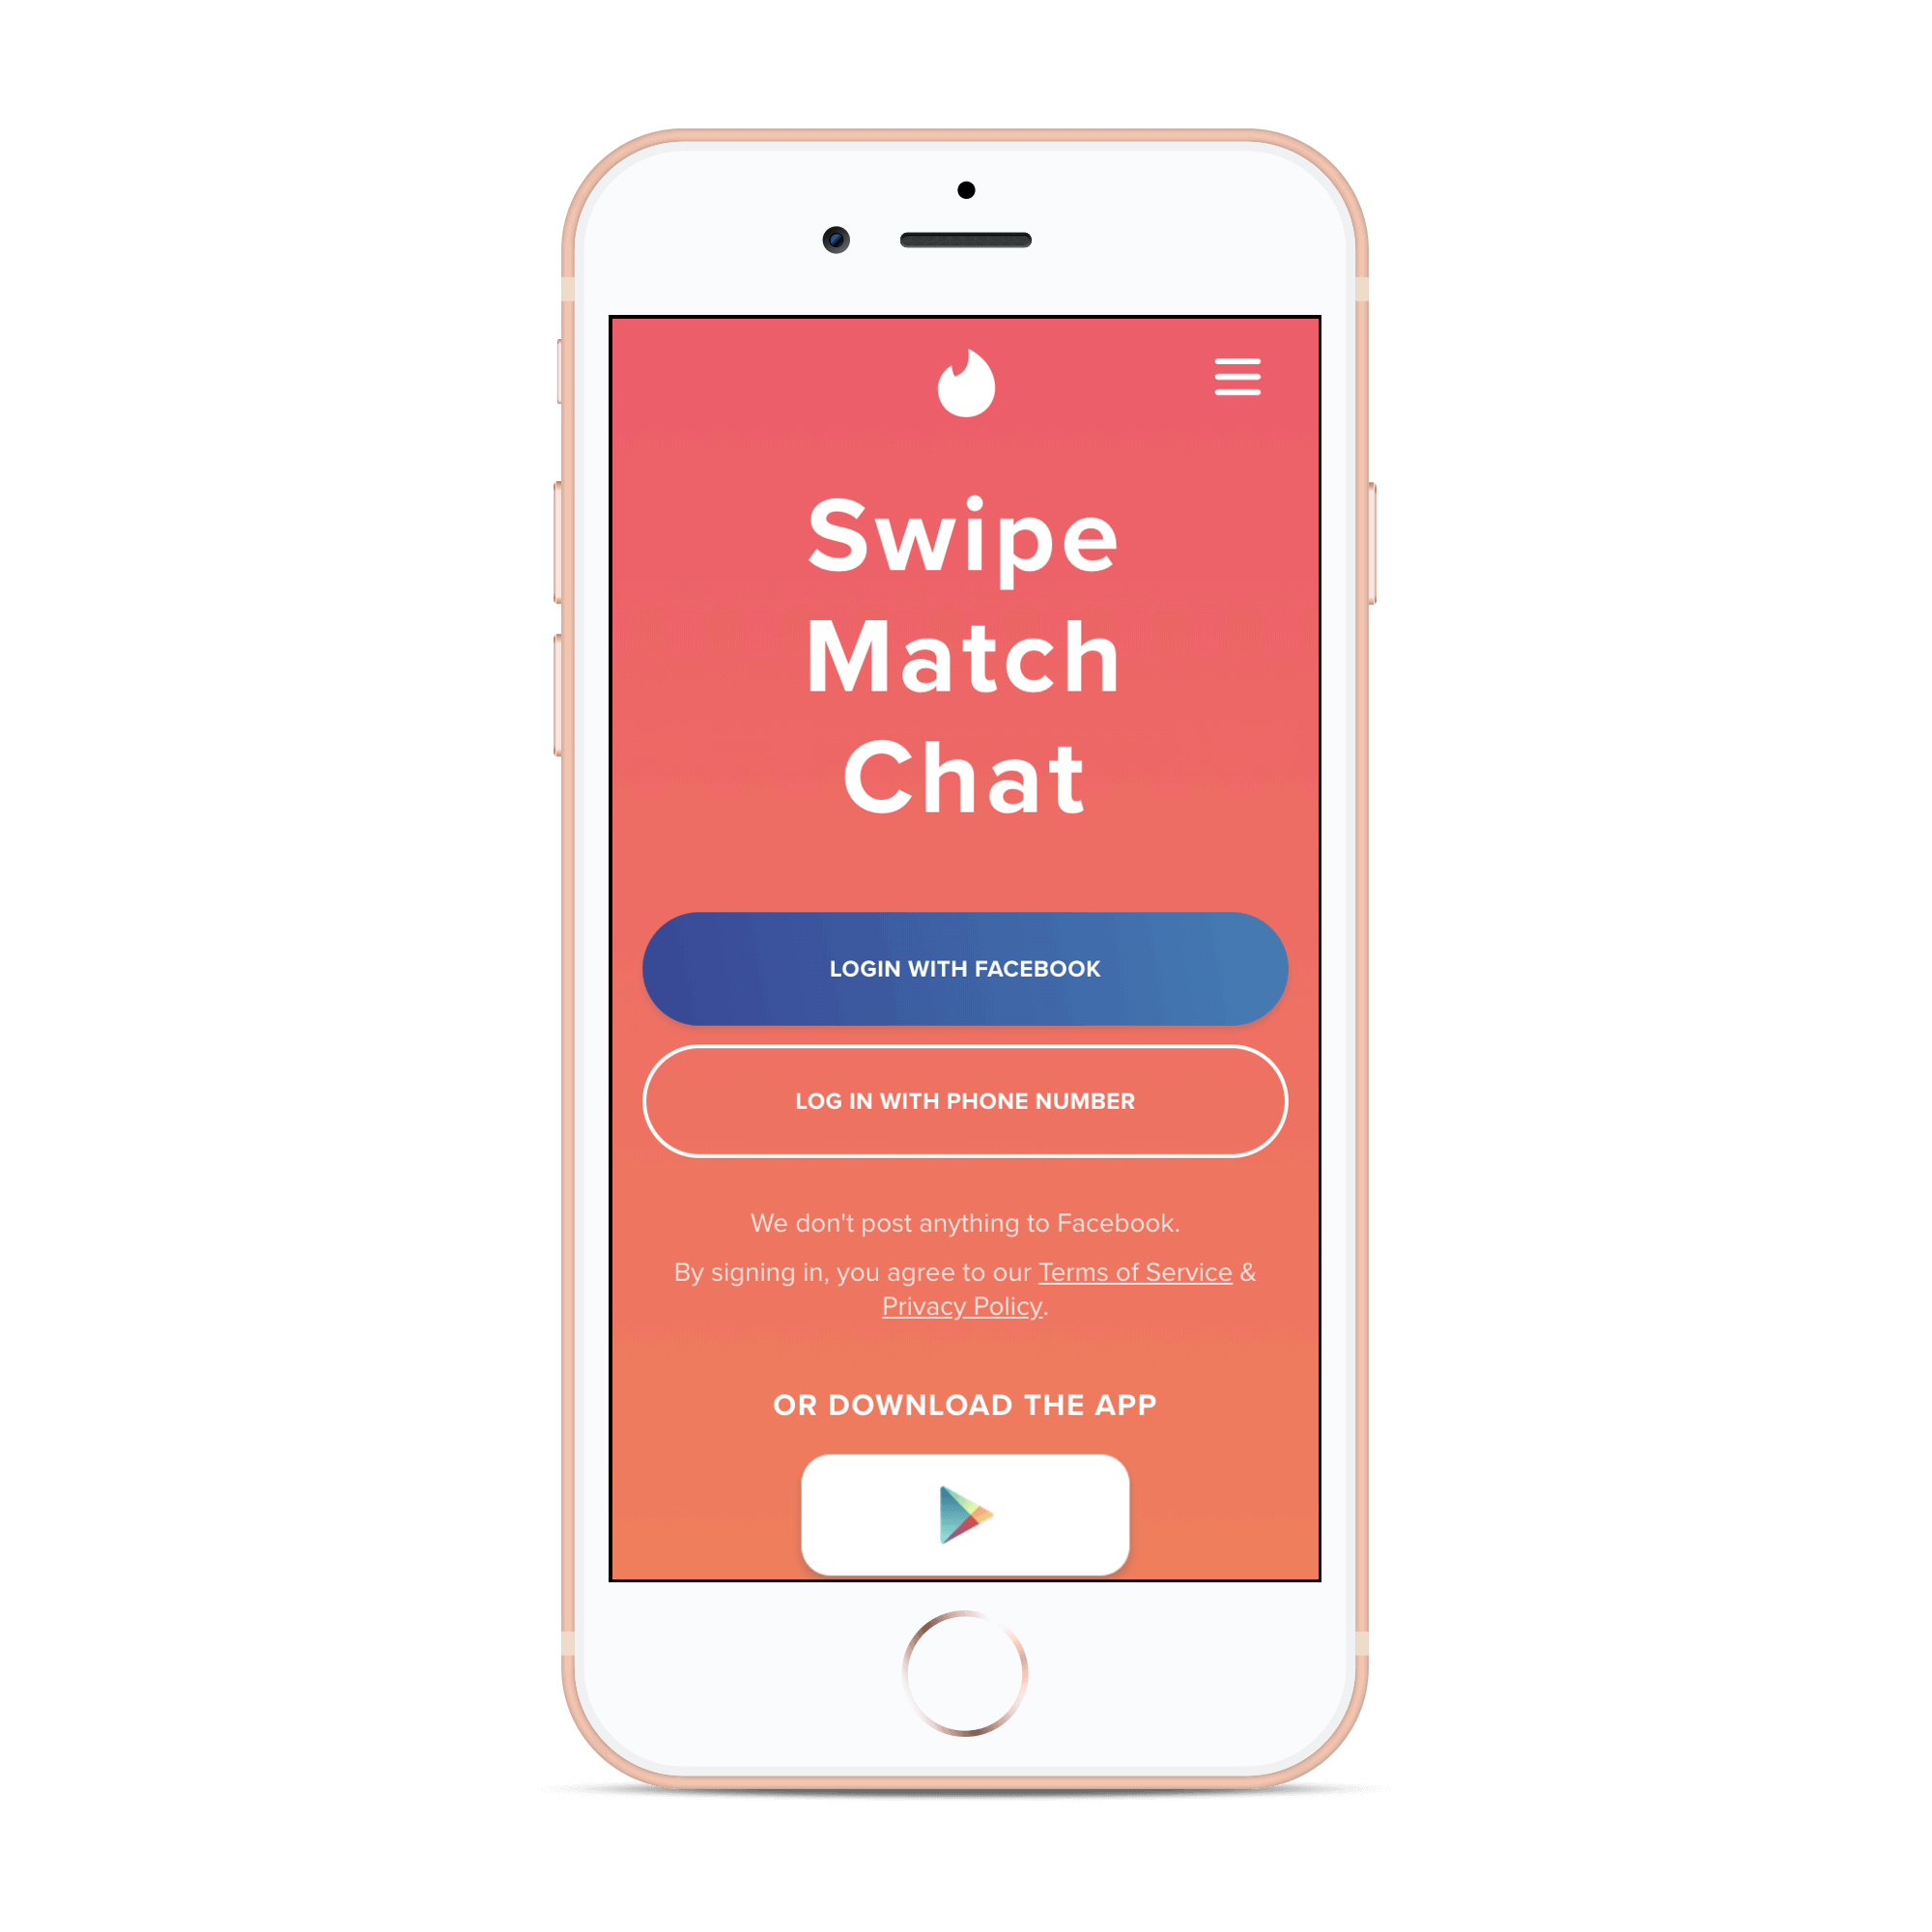 Swipe
Match
Chat
LOGIN WITH FACEBOOK
LOG IN WITH PHONE NUMBER
We don't post anything to Facebook.
By signing in, you agree to our Terms of Service &
Privacy Policy.
OR DOWNLOAD THE APP